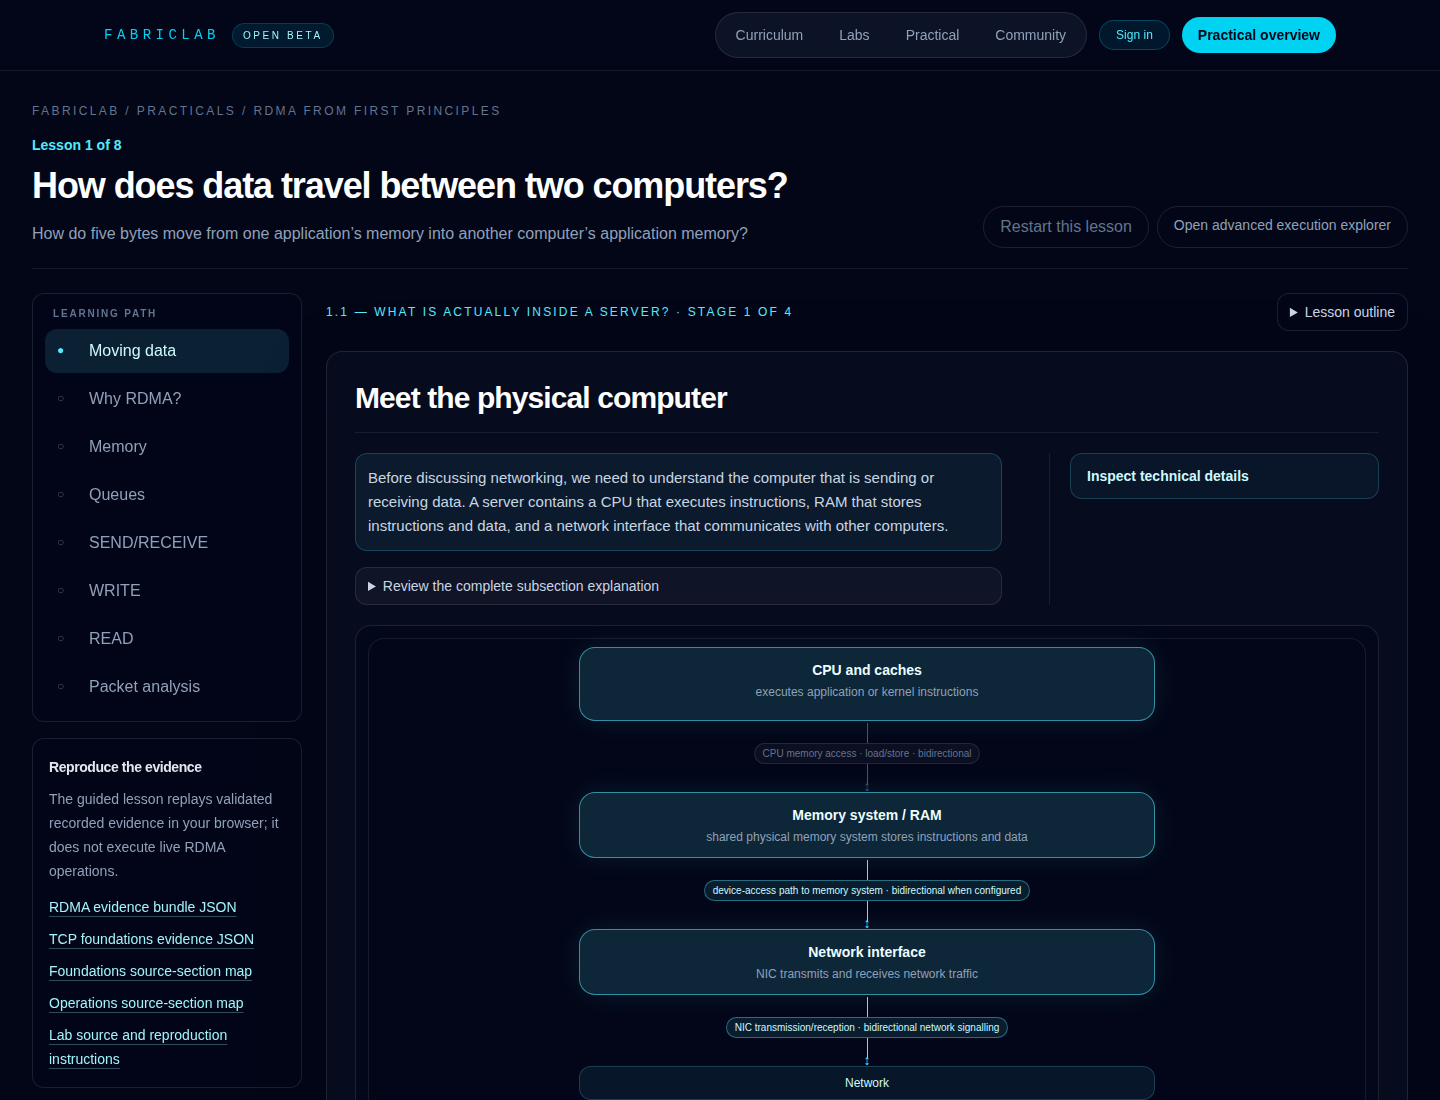 FABRICLAB
OPEN BETA
Curriculum
Labs
Practical
Community
Sign in
Practical overview
FABRICLAB / PRACTICALS / RDMA FROM FIRST PRINCIPLES
Lesson 1 of 8
How does data travel between two computers?
How do five bytes move from one application’s memory into another computer’s application memory?
Restart this lesson
Open advanced execution explorer
LEARNING PATH
Moving data
Why RDMA?
Memory
Queues
SEND/RECEIVE
WRITE
READ
Packet analysis
Reproduce the evidence
The guided lesson replays validated
recorded evidence in your browser; it
does not execute live RDMA
operations.
RDMA evidence bundle JSON
TCP foundations evidence JSON
Foundations source-section map
Operations source-section map
Lab source and reproduction
instructions
1.1 — WHAT IS ACTUALLY INSIDE A SERVER? · STAGE 1 OF 4
Lesson outline
Meet the physical computer
Before discussing networking, we need to understand the computer that is sending or
receiving data. A server contains a CPU that executes instructions, RAM that stores
instructions and data, and a network interface that communicates with other computers.
Inspect technical details
Review the complete subsection explanation
CPU and caches
executes application or kernel instructions
CPU memory access · load/store · bidirectional
Memory system / RAM
shared physical memory system stores instructions and data
device-access path to memory system · bidirectional when configured
Network interface
NIC transmits and receives network traffic
NIC transmission/reception · bidirectional network signalling
Network